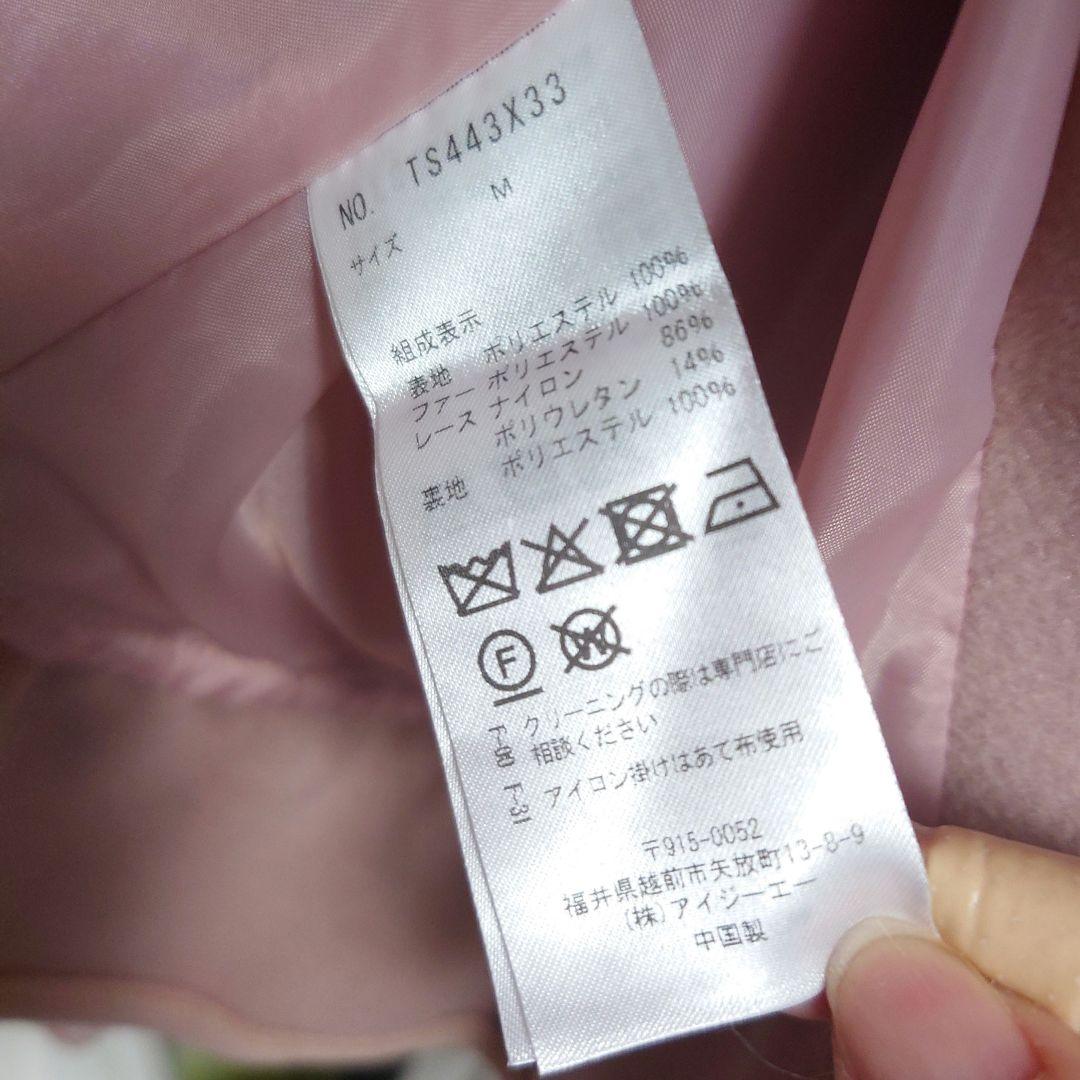 NO. TS443X33
サイズ M
組成表示
表地 ポリエステル 100%
ファー ポリエステル 100%
レース ナイロン 86%
ポリウレタン 14%
裏地 ポリエステル 100%
F W
クリーニングの際は専門店にご
相談ください
アイロン掛けはあて布使用
〒915-0052
福井県越前市矢放町13-8-9
(株)アイジーエー
中国製